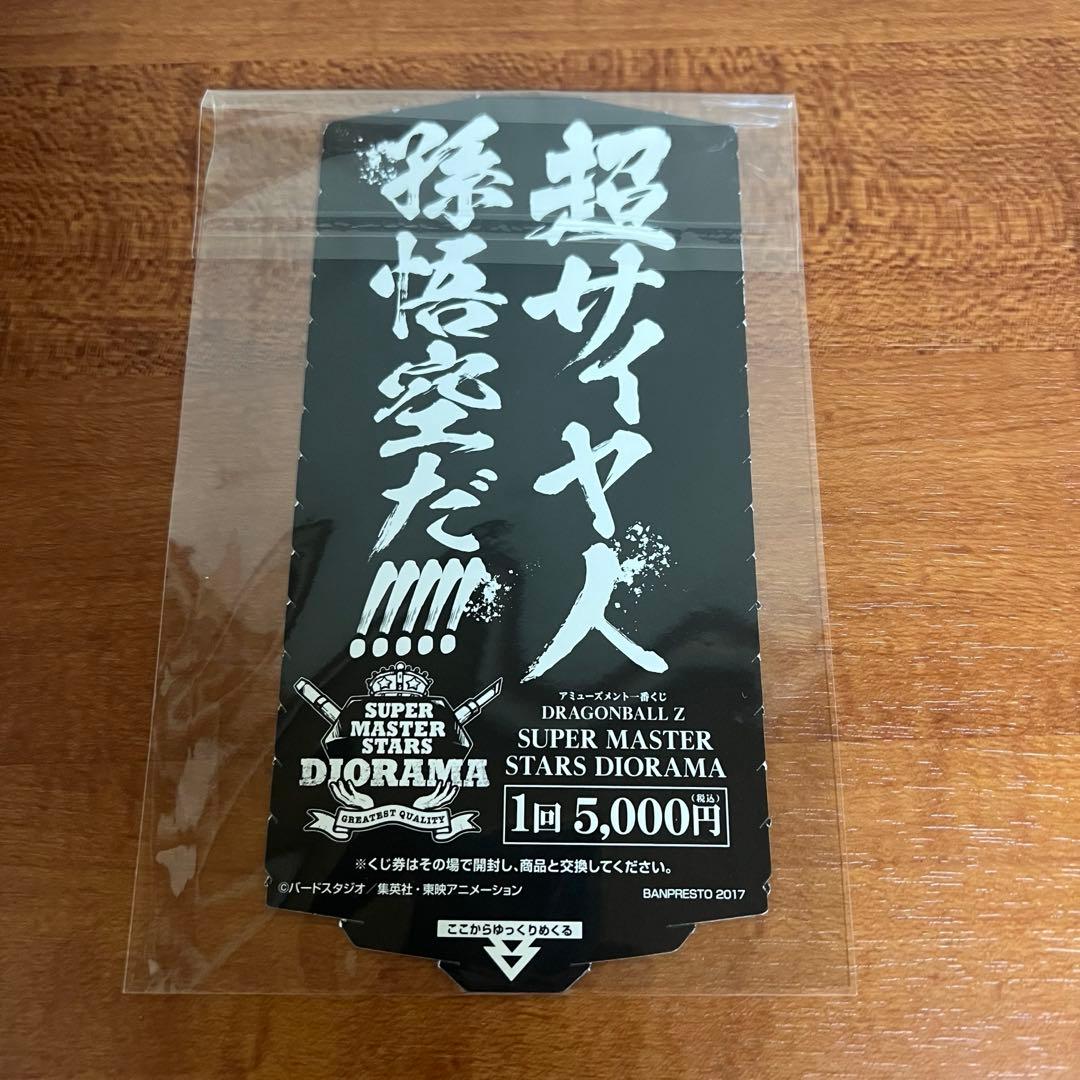 超サイヤ人
孫悟空だ!!!!!
SUPER
MASTER
STARS
DIORAMA
GREATEST QUALITY
アミューズメント一番くじ
DRAGONBALL Z
SUPER MASTER
STARS DIORAMA
1回 5,000円(税込)
※くじ券はその場で開封し、商品と交換してください。
©バードスタジオ/集英社・東映アニメーション
BANPRESTO 2017
ここからゆっくりめくる